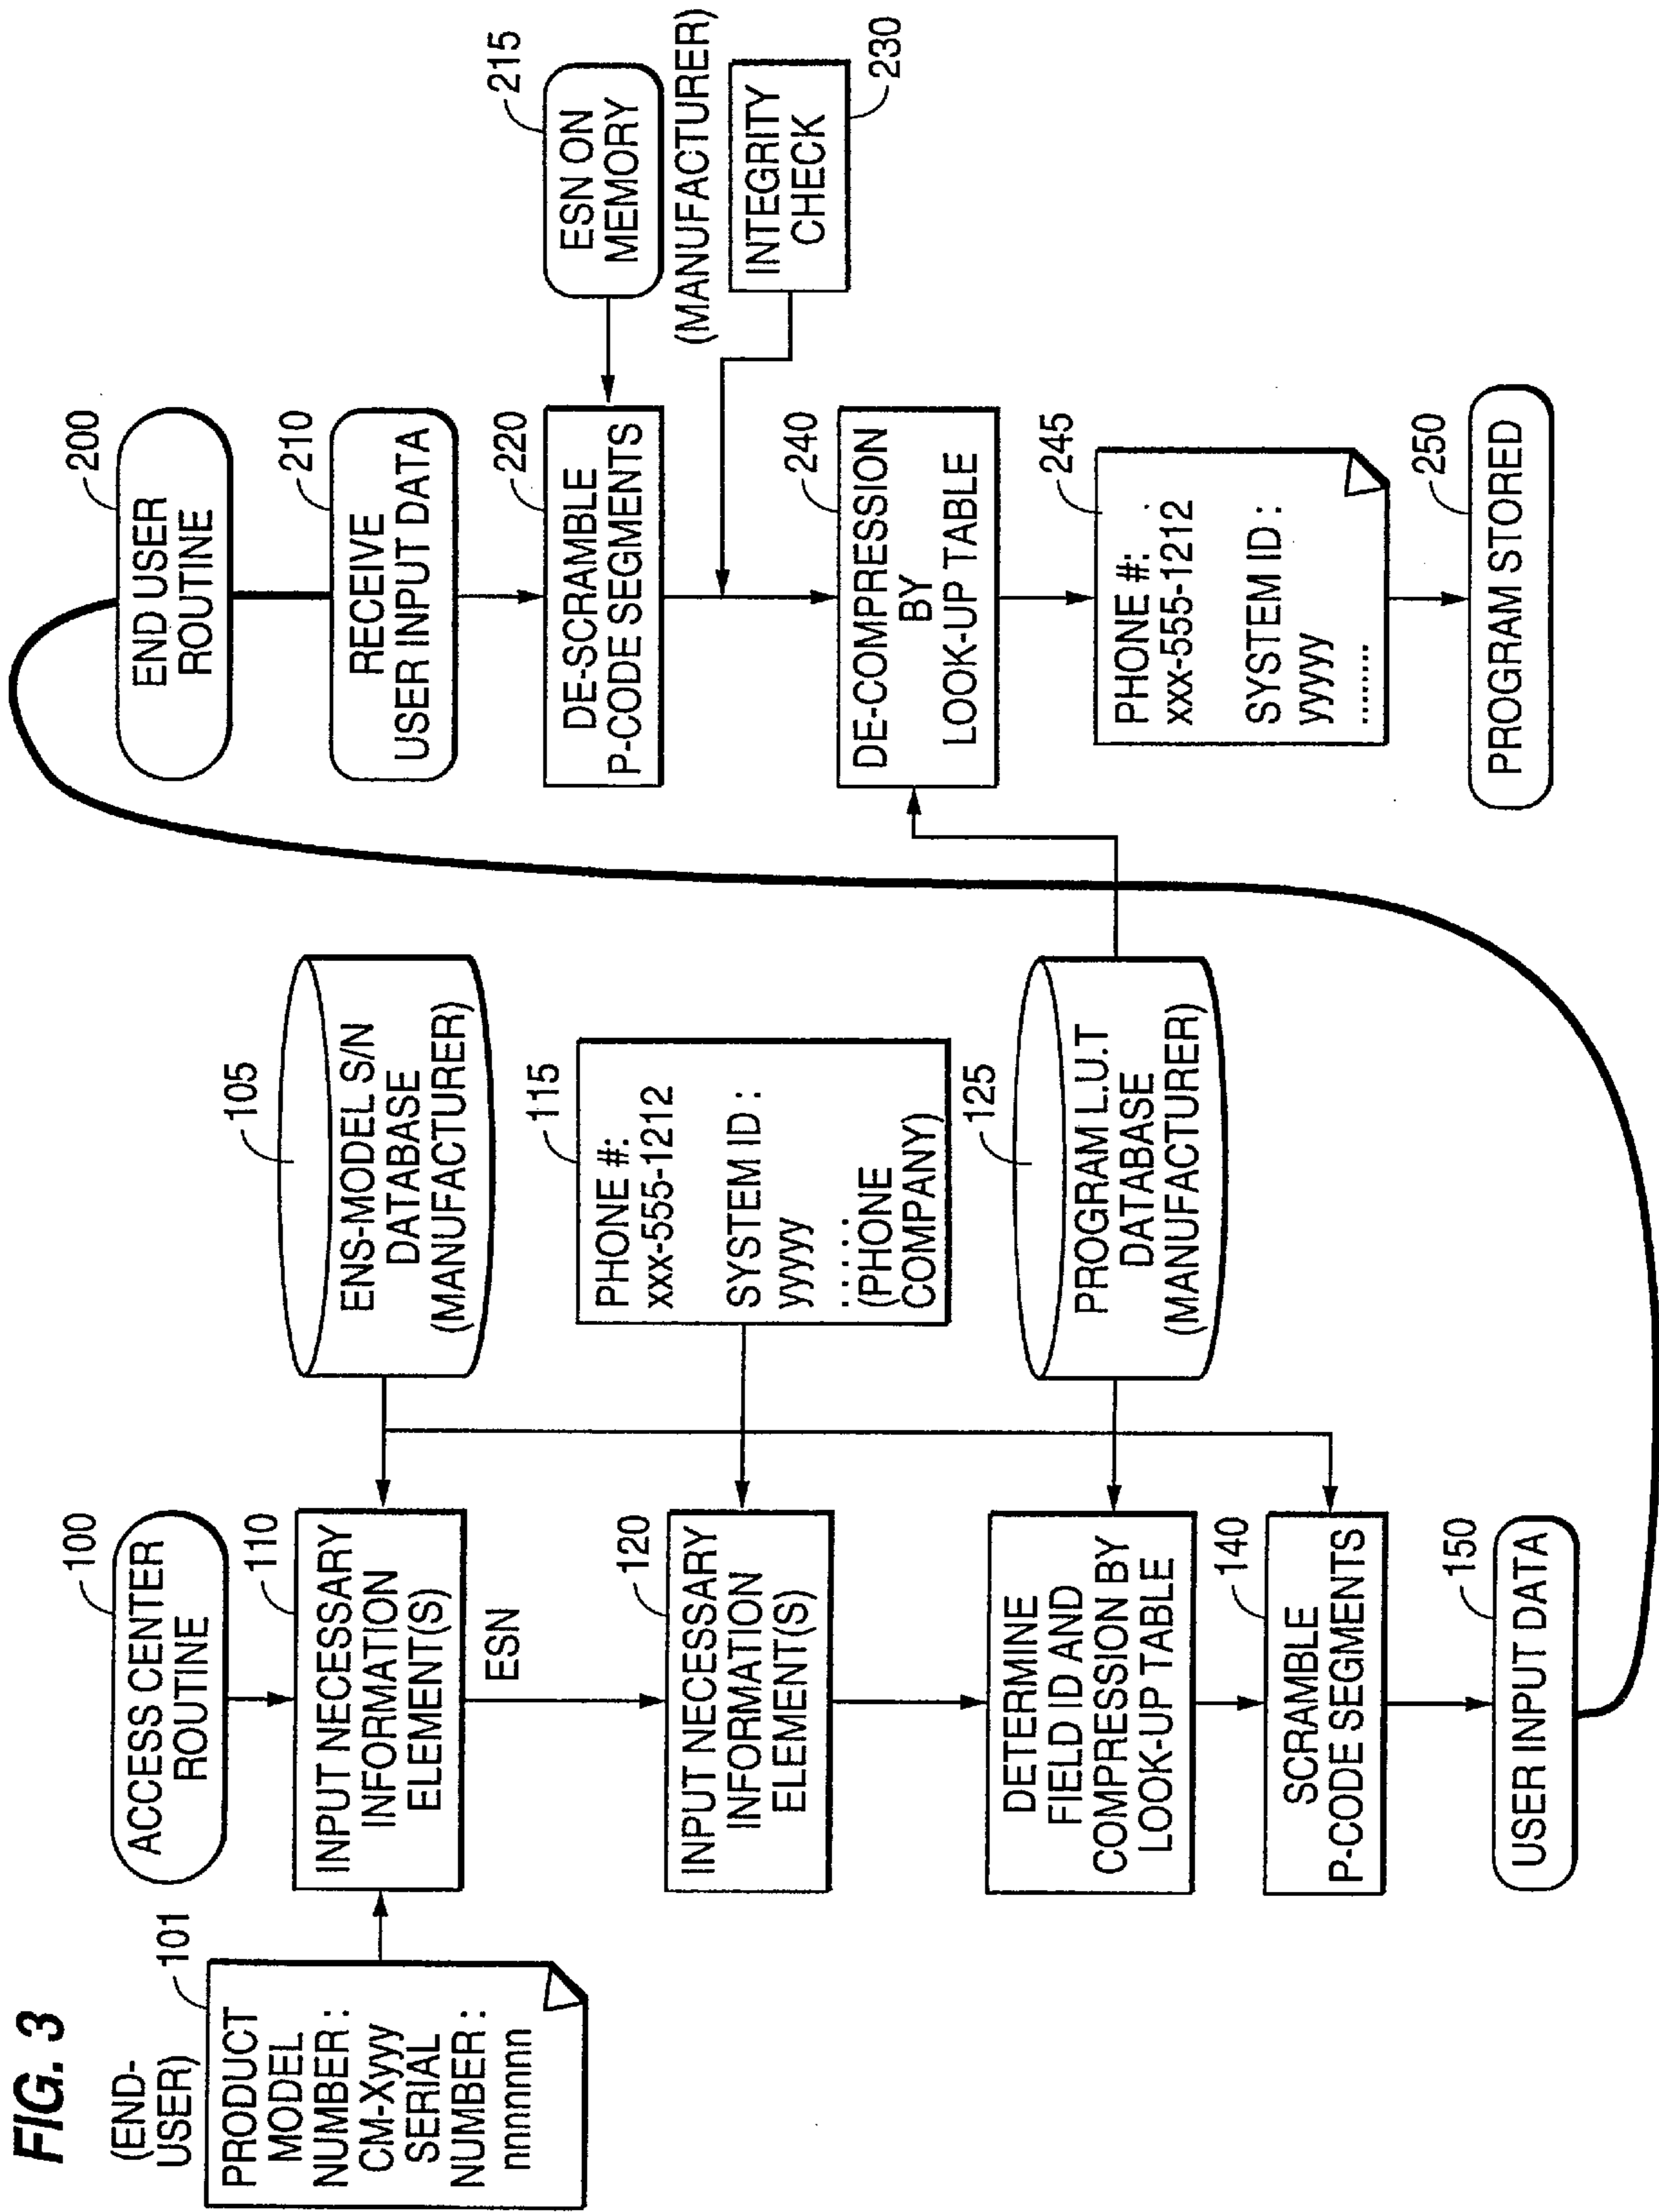 FIG. 3
(END-
USER)
101
PRODUCT
MODEL
NUMBER :
CM-Xyyy
SERIAL
NUMBER :
nnnnnnn
100
ACCESS CENTER
ROUTINE
110
INPUT NECESSARY
INFORMATION
ELEMENT(S)
ESN
120
INPUT NECESSARY
INFORMATION
ELEMENT(S)
DETERMINE
FIELD ID AND
COMPRESSION BY
LOOK-UP TABLE
140
SCRAMBLE
P-CODE SEGMENTS
150
USER INPUT DATA
105
ENS-MODEL S/N
DATABASE
(MANUFACTURER)
115
PHONE #:
xxx-555-1212
SYSTEM ID :
yyyyy
......
(PHONE
COMPANY)
125
PROGRAM L.U.T
DATABASE
(MANUFACTURER)
200
END USER
ROUTINE
210
RECEIVE
USER INPUT DATA
220
DE-SCRAMBLE
P-CODE SEGMENTS
240
DE-COMPRESSION
BY
LOOK-UP TABLE
245
PHONE #:
xxx-555-1212
SYSTEM ID :
yyyyy
.......
250
PROGRAM STORED
215
ESN ON
MEMORY
(MANUFACTURER)
230
INTEGRITY
CHECK